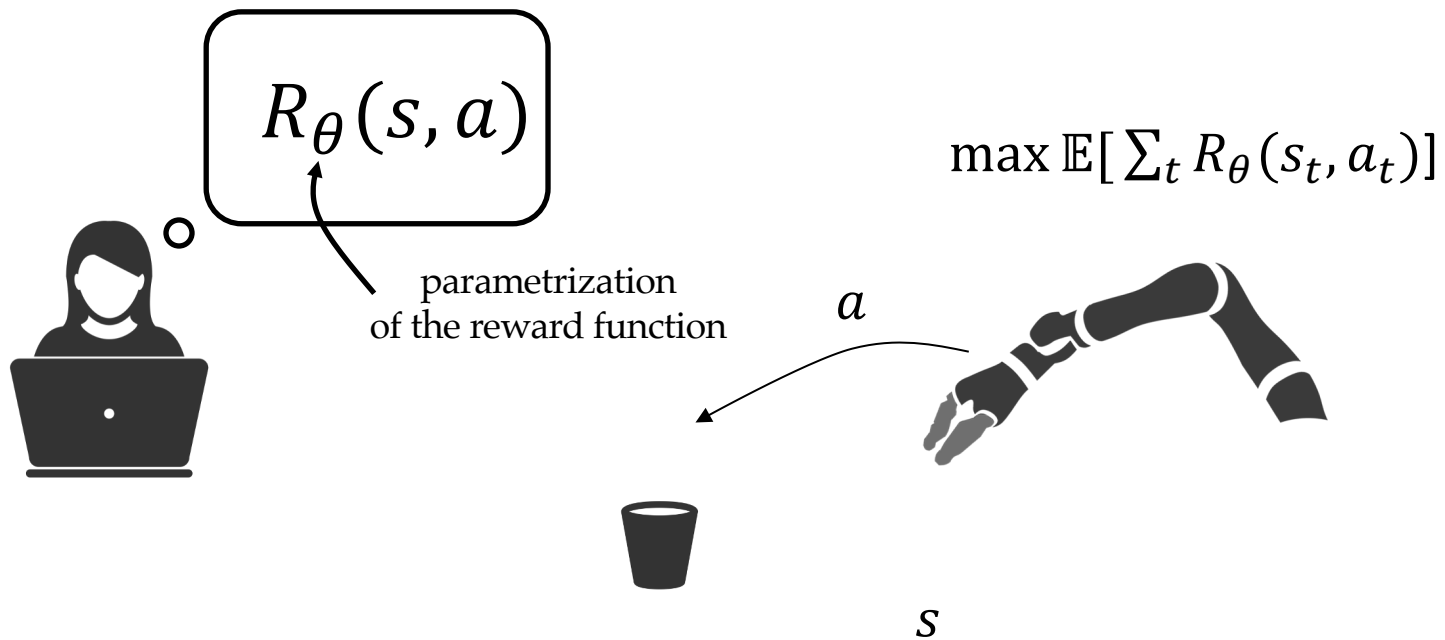 R_θ(s, a)
max 𝔼[ ∑_t R_θ(s_t, a_t)]
parametrization
of the reward function
a
s